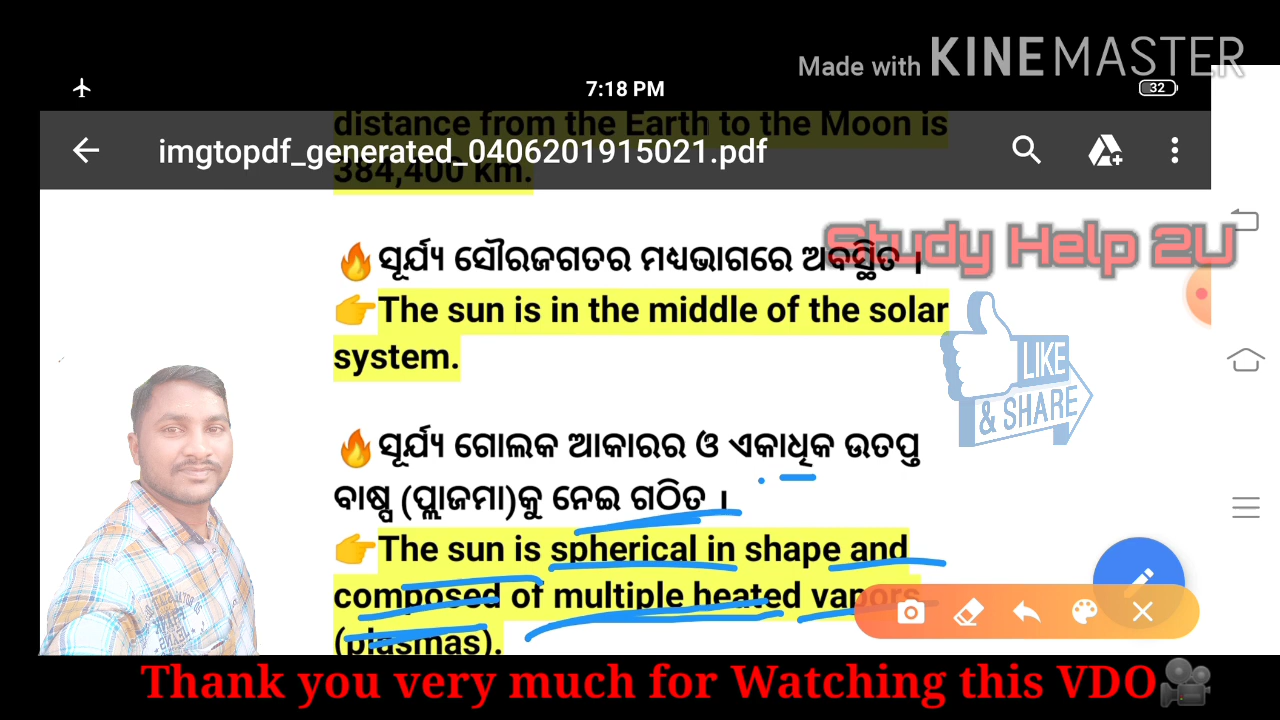 Made with KINEMASTER
7:18 PM
32
distance from the Earth to the Moon is
imgtopdf_generated_0406201915021.pdf
384,400 km.
Study Help 2U
🔥ସୂର୍ଯ୍ୟ ସୌରଜଗତର ମଧ୍ୟଭାଗରେ ଅବସ୍ଥିତ ।
👉The sun is in the middle of the solar
system.
LIKE
& SHARE
🔥ସୂର୍ଯ୍ୟ ଗୋଲକ ଆକାରର ଓ ଏକାଧିକ ଉତପ୍ତ
ବାଷ୍ପ (ପ୍ଲାଜମା)କୁ ନେଇ ଗଠିତ ।
👉The sun is spherical in shape and
composed of multiple heated vapors
(plasmas).
Thank you very much for Watching this VDO🎥